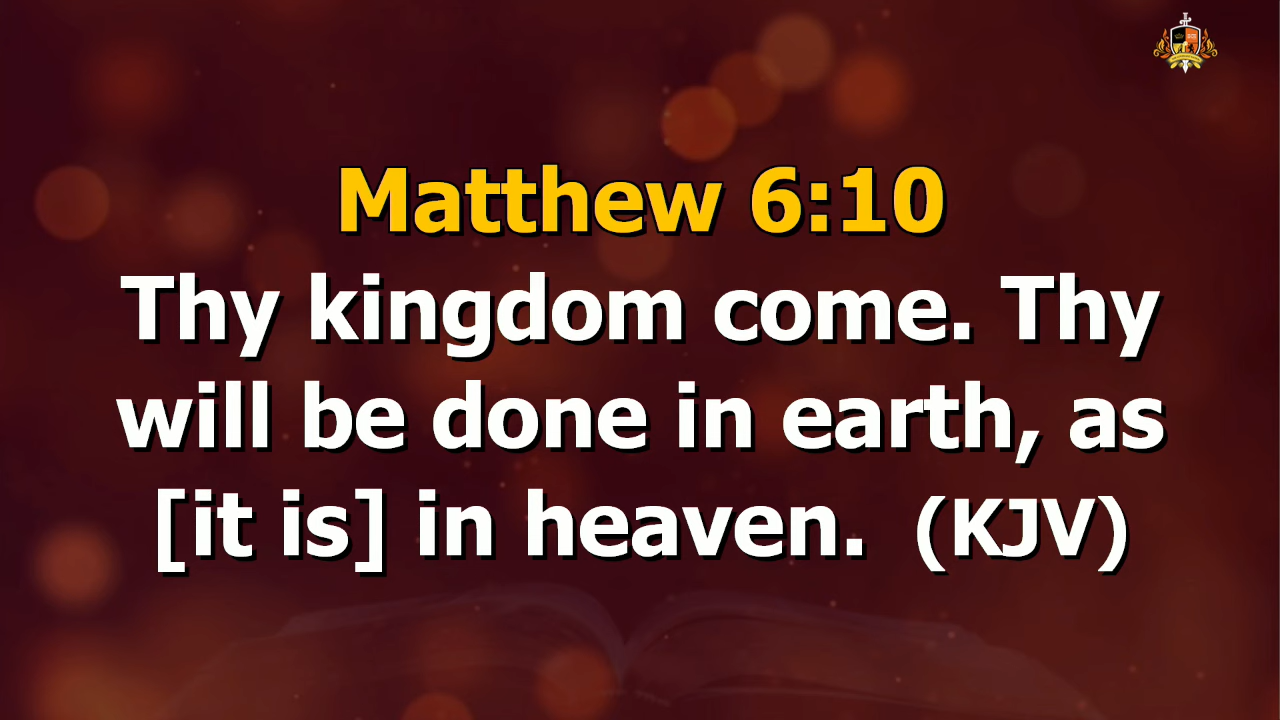 Matthew 6:10
Thy kingdom come. Thy
will be done in earth, as
[it is] in heaven. (KJV)